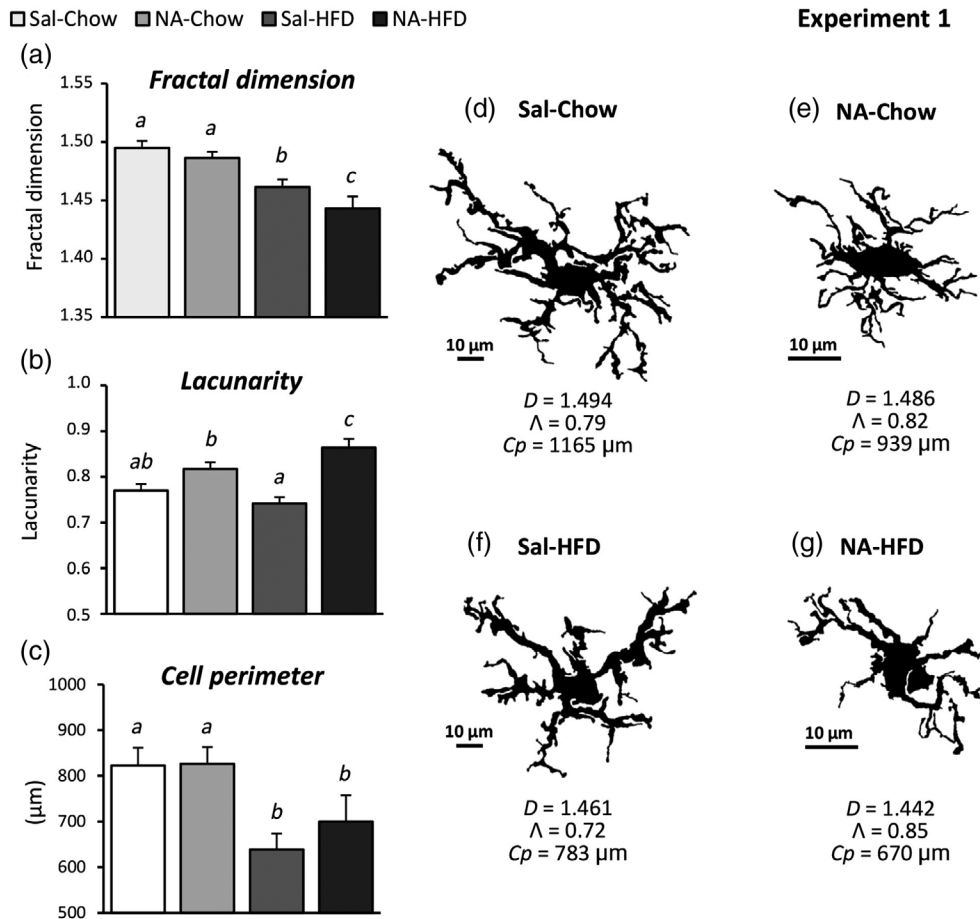 Sal-Chow NA-Chow Sal-HFD NA-HFD
Experiment 1
(a)
Fractal dimension
Fractal dimension
1.55
1.50
1.45
1.40
1.35
a a b c
(b)
Lacunarity
Lacunarity
1.0
0.9
0.8
0.7
0.6
0.5
ab b a c
(c)
Cell perimeter
(µm)
1000
900
800
700
600
500
a a b b
(d) Sal-Chow
10 µm
D = 1.494
Λ = 0.79
Cp = 1165 µm
(e) NA-Chow
10 µm
D = 1.486
Λ = 0.82
Cp = 939 µm
(f) Sal-HFD
10 µm
D = 1.461
Λ = 0.72
Cp = 783 µm
(g) NA-HFD
10 µm
D = 1.442
Λ = 0.85
Cp = 670 µm